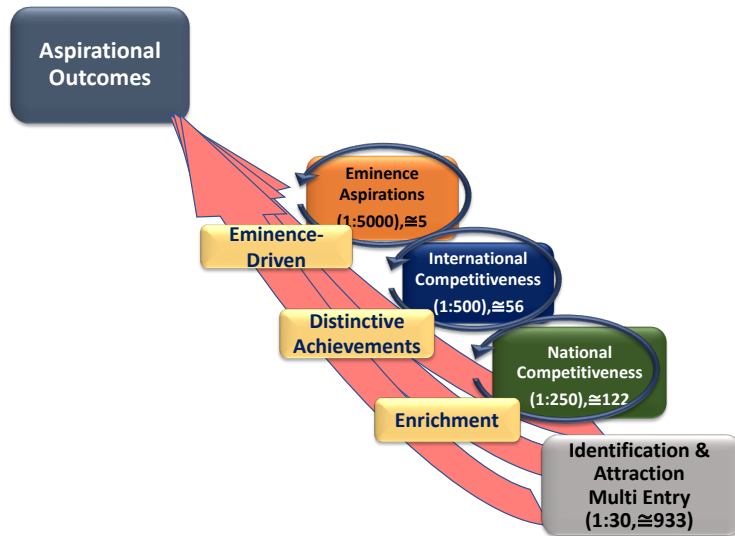 Aspirational
Outcomes
Eminence
Aspirations
(1:5000),≅5
Eminence-
Driven
International
Competitiveness
(1:500),≅56
Distinctive
Achievements
National
Competitiveness
(1:250),≅122
Enrichment
Identification &
Attraction
Multi Entry
(1:30,≅933)